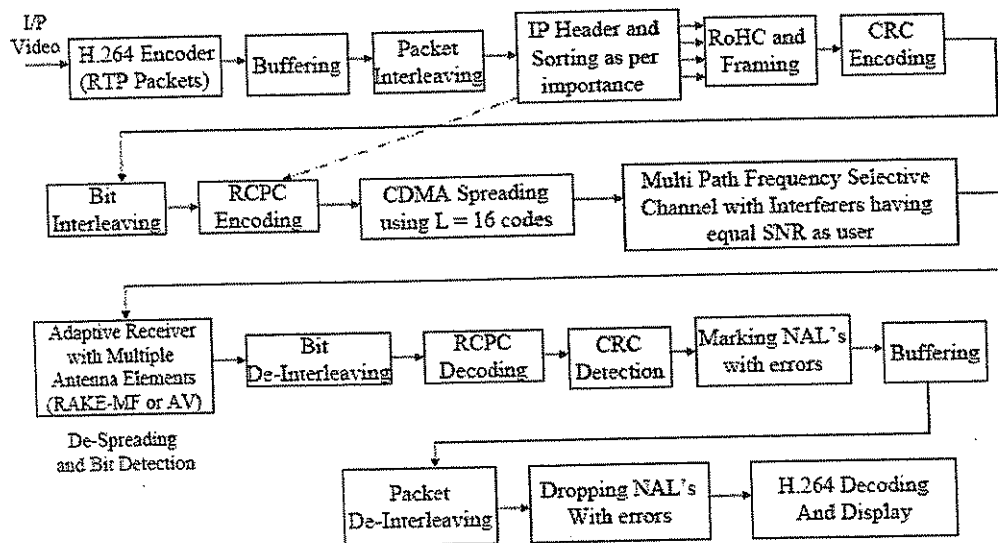 I/P
Video
H.264 Encoder
(RTP Packets)
Buffering
Packet
Interleaving
IP Header and
Sorting as per
importance
RoHC and
Framing
CRC
Encoding
Bit
Interleaving
RCPC
Encoding
CDMA Spreading
using L = 16 codes
Multi Path Frequency Selective
Channel with Interferers having
equal SNR as user
Adaptive Receiver
with Multiple
Antenna Elements
(RAKE-MF or AV)
De-Spreading
and Bit Detection
Bit
De-Interleaving
RCPC
Decoding
CRC
Detection
Marking NAL's
with errors
Buffering
Packet
De-Interleaving
Dropping NAL's
With errors
H.264 Decoding
And Display